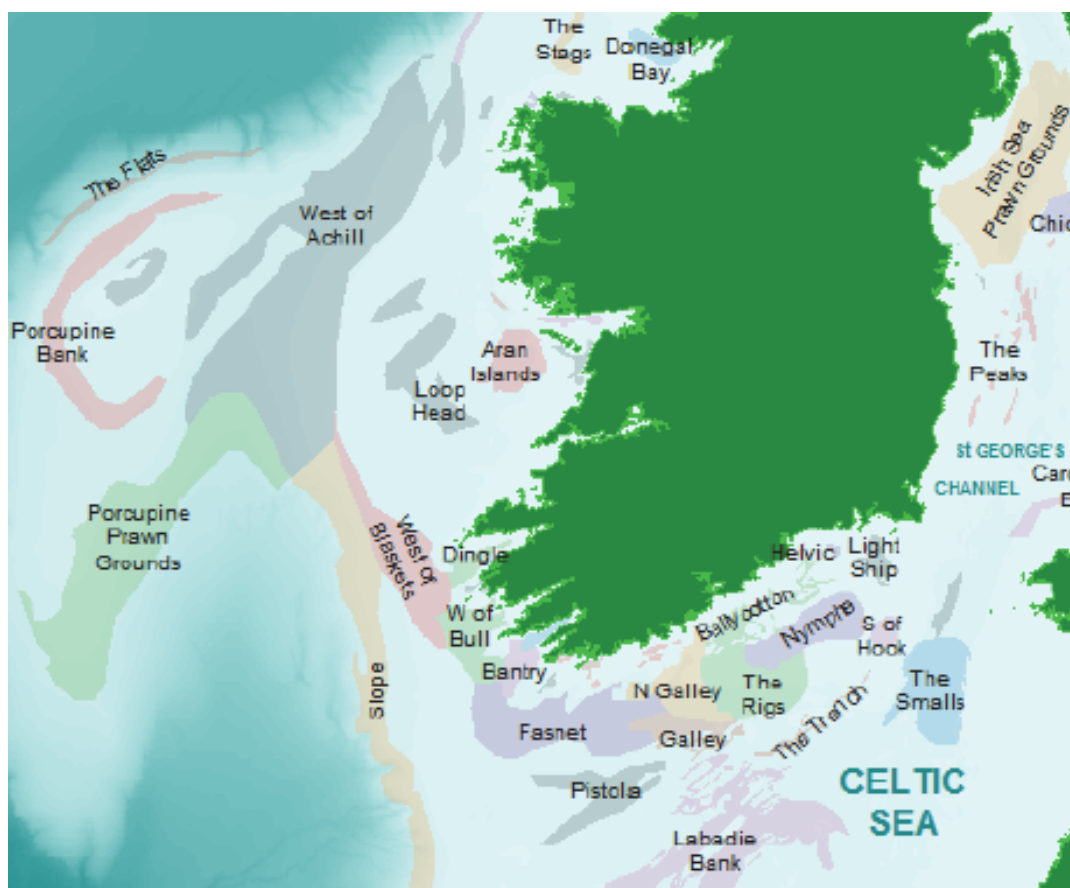 The
Stags
Donegal
Bay
The Flats
Irish Sea
Prawn Grounds
West of
Achill
Chic
Porcupine
Bank
Aran
Islands
The
Peaks
Loop
Head
St GEORGE'S
CHANNEL
Card
B
Porcupine
Prawn
Grounds
West of
Blaskets
Dingle
Helvic
Light
Ship
Ballycotton
Nymphe
W of
Bull
S of
Hook
Bantry
Slope
N Galley
The
Rigs
The
Smalls
The Trench
Fasnet
Galley
Pistola
CELTIC
SEA
Labadie
Bank